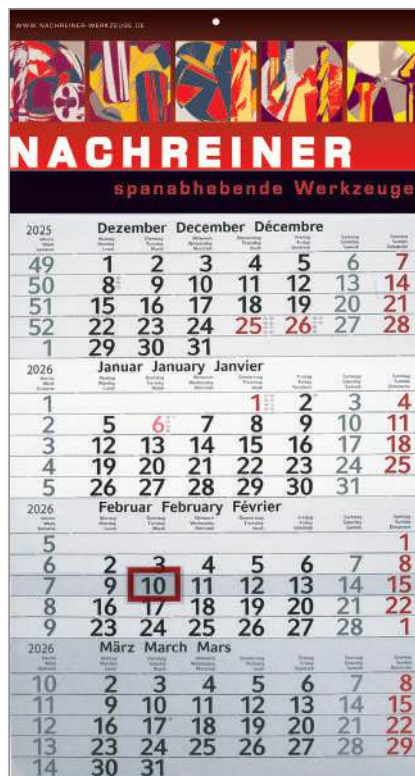 WWW.NACHREINER-WERKZEUGE.DE
NACHREINER
spanabhebende Werkzeuge
2025 Dezember December Décembre
49 1 2 3 4 5 6 7
50 8 9 10 11 12 13 14
51 15 16 17 18 19 20 21
52 22 23 24 25 26 27 28
1 29 30 31
2026 Januar January Janvier
1 1 2 3 4
2 5 6 7 8 9 10 11
3 12 13 14 15 16 17 18
4 19 20 21 22 23 24 25
5 26 27 28 29 30 31
2026 Februar February Février
5 1
6 2 3 4 5 6 7 8
7 9 10 11 12 13 14 15
8 16 17 18 19 20 21 22
9 23 24 25 26 27 28 1
2026 März March Mars
10 2 3 4 5 6 7 8
11 9 10 11 12 13 14 15
12 16 17 18 19 20 21 22
13 23 24 25 26 27 28 29
14 30 31